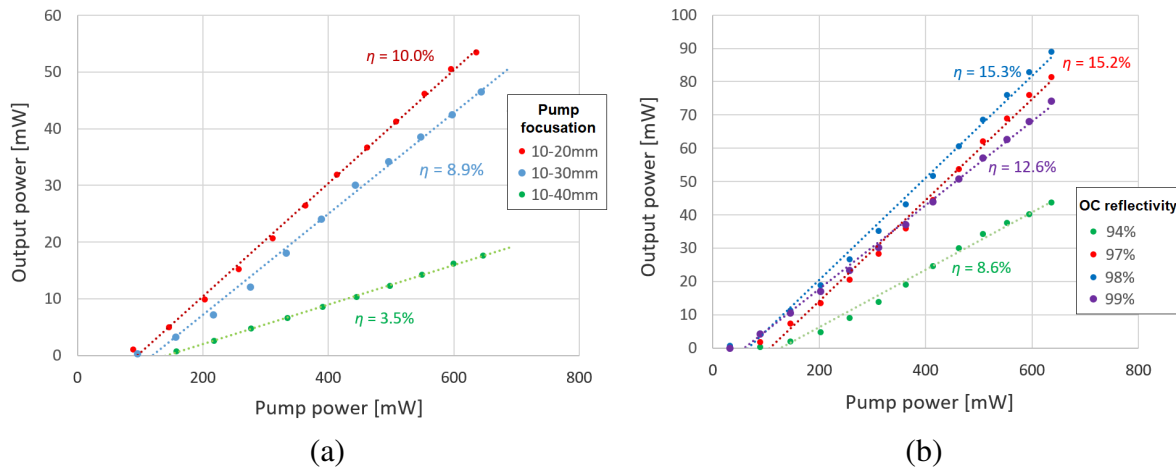 60
50
40
30
20
10
0
0
200
400
600
800
Output power [mW]
Pump power [mW]
η = 10.0%
η = 8.9%
η = 3.5%
Pump
focusation
10-20mm
10-30mm
10-40mm
(a)
100
90
80
70
60
50
40
30
20
10
0
0
200
400
600
800
Output power [mW]
Pump power [mW]
η = 15.3%
η = 15.2%
η = 12.6%
η = 8.6%
OC reflectivity
94%
97%
98%
99%
(b)